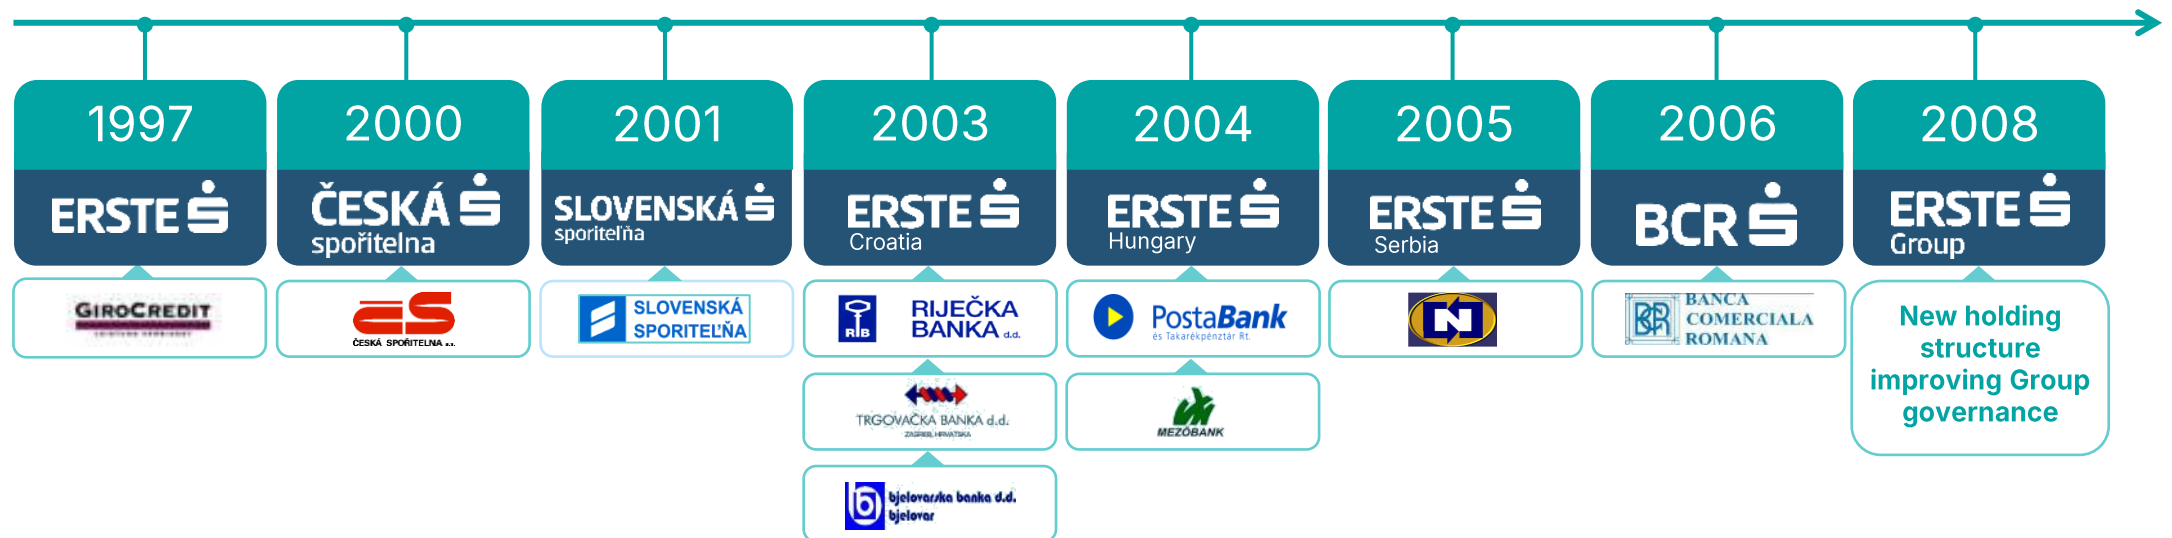 1997
ERSTE
GIROCREDIT
2000
ČESKÁ
spořitelna
ČS
ČESKÁ SPOŘITELNA a.s.
2001
SLOVENSKÁ
sporiteľňa
SLOVENSKÁ
SPORITEĽŇA
2003
ERSTE
Croatia
RB
RIJEČKA
BANKA d.d.
TRGOVAČKA BANKA d.d.
ZAGREB, HRVATSKA
b
bjelovarska banka d.d.
bjelovar
2004
ERSTE
Hungary
PostaBank
és Takarékpénztár Rt.
MEZŐBANK
2005
ERSTE
Serbia
N
2006
BCR
BCR
BANCA
COMERCIALA
ROMANA
2008
ERSTE
Group
New holding
structure
improving Group
governance